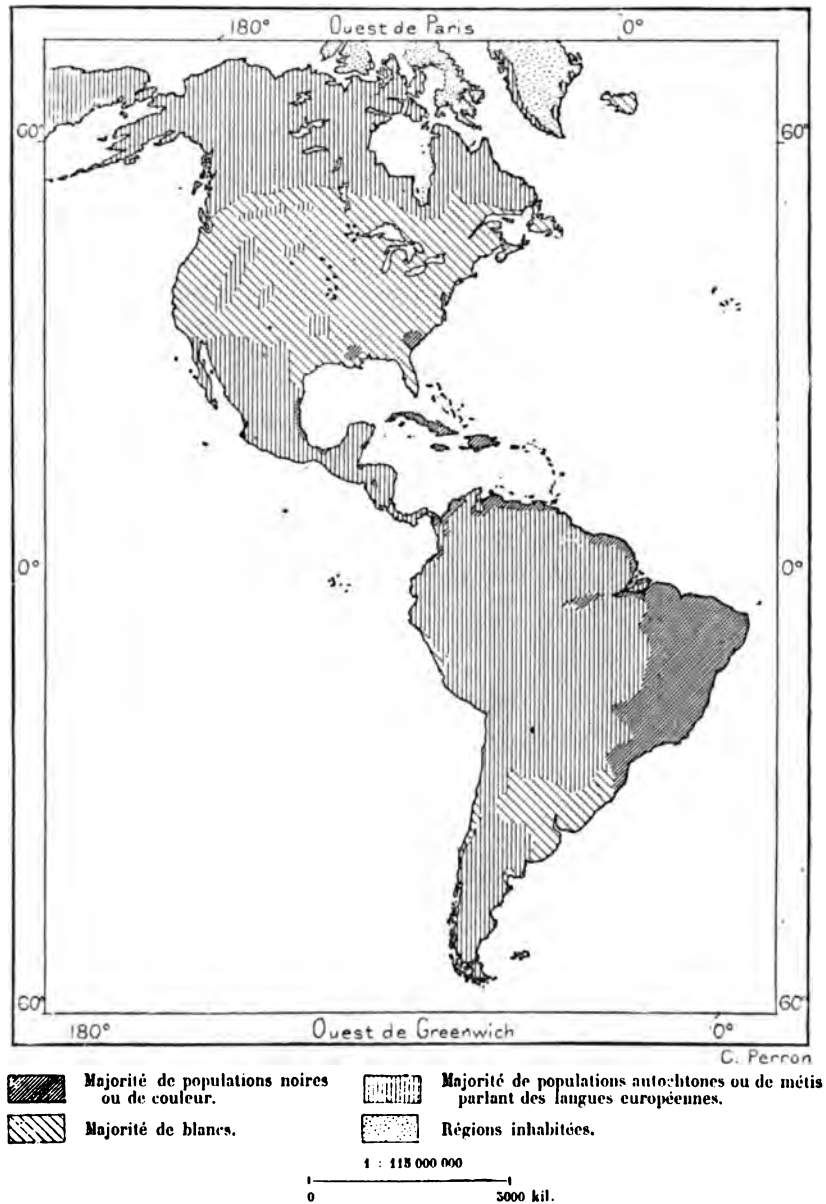 180° Ouest de Paris 0°
60° 60°
0° 0°
60° 60°
180° Ouest de Greenwich 0°
C. Perron
Majorité de populations noires
ou de couleur.
Majorité de populations autochtones ou de métis
parlant des langues européennes.
Majorité de blancs.
Régions inhabitées.
1 : 115 000 000
0 5000 kil.